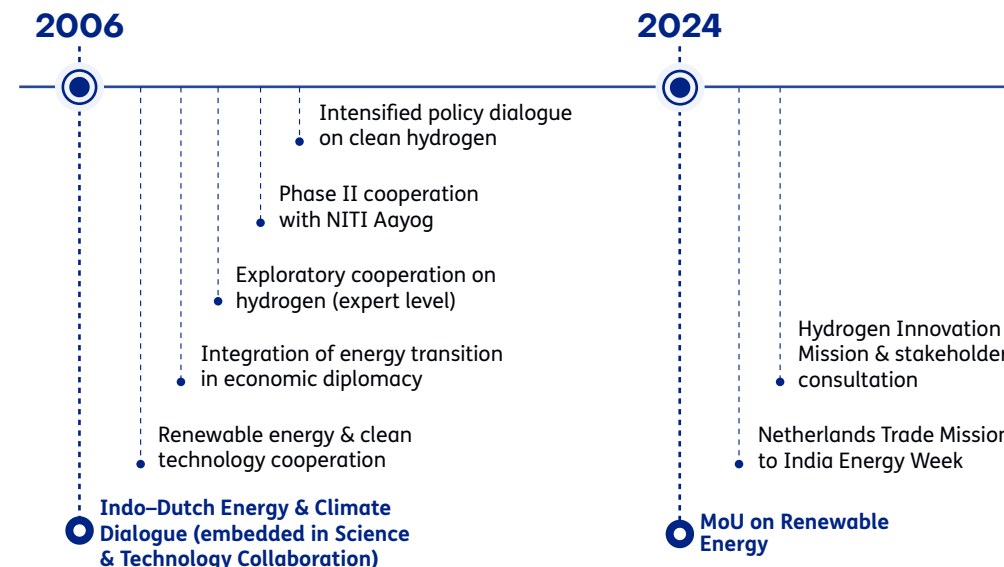 2006
2024
Intensified policy dialogue
on clean hydrogen
Phase II cooperation
with NITI Aayog
Exploratory cooperation on
hydrogen (expert level)
Integration of energy transition
in economic diplomacy
Renewable energy & clean
technology cooperation
Indo–Dutch Energy & Climate
Dialogue (embedded in Science
& Technology Collaboration)
Hydrogen Innovation
Mission & stakeholder
consultation
Netherlands Trade Mission
to India Energy Week
MoU on Renewable
Energy